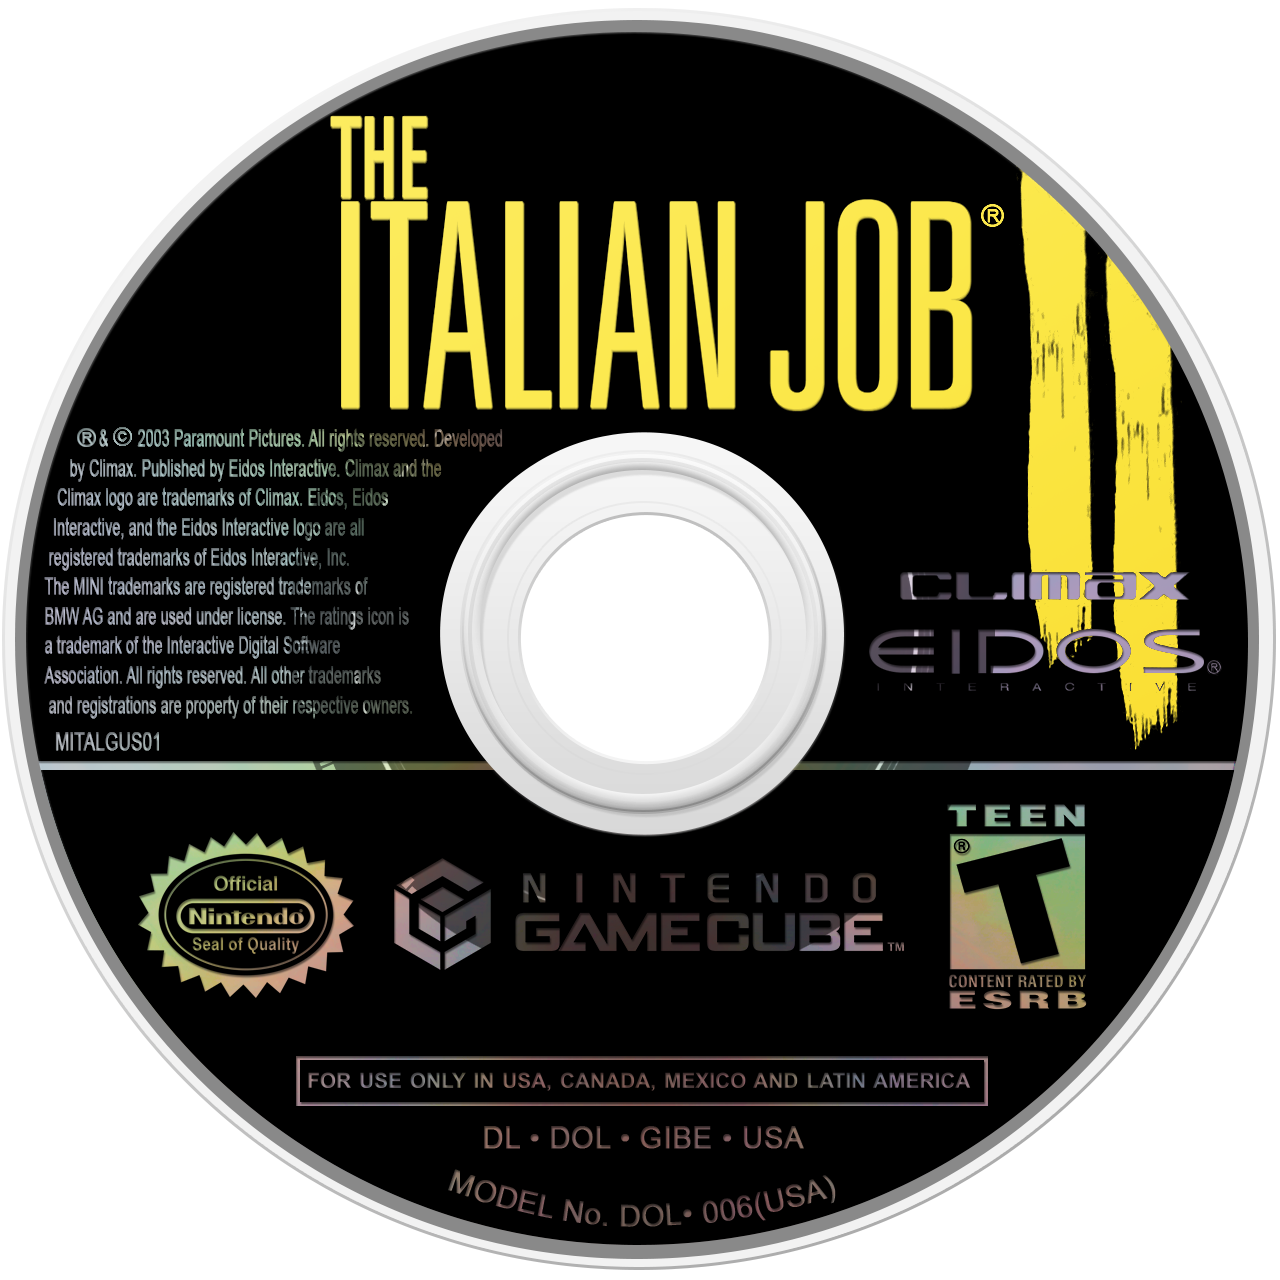 THE
ITALIAN JOB®
® & © 2003 Paramount Pictures. All rights reserved. Developed
by Climax. Published by Eidos Interactive. Climax and the
Climax logo are trademarks of Climax. Eidos, Eidos
Interactive, and the Eidos Interactive logo are all
registered trademarks of Eidos Interactive, Inc.
The MINI trademarks are registered trademarks of
BMW AG and are used under license. The ratings icon is
a trademark of the Interactive Digital Software
Association. All rights reserved. All other trademarks
and registrations are property of their respective owners.
MITALGUS01
CLIMAX
EIDOS®
INTERACTIVE
Official
Nintendo®
Seal of Quality
NINTENDO
GAMECUBE™
TEEN
T®
CONTENT RATED BY
ESRB
FOR USE ONLY IN USA, CANADA, MEXICO AND LATIN AMERICA
DL • DOL • GIBE • USA
MODEL No. DOL• 006(USA)